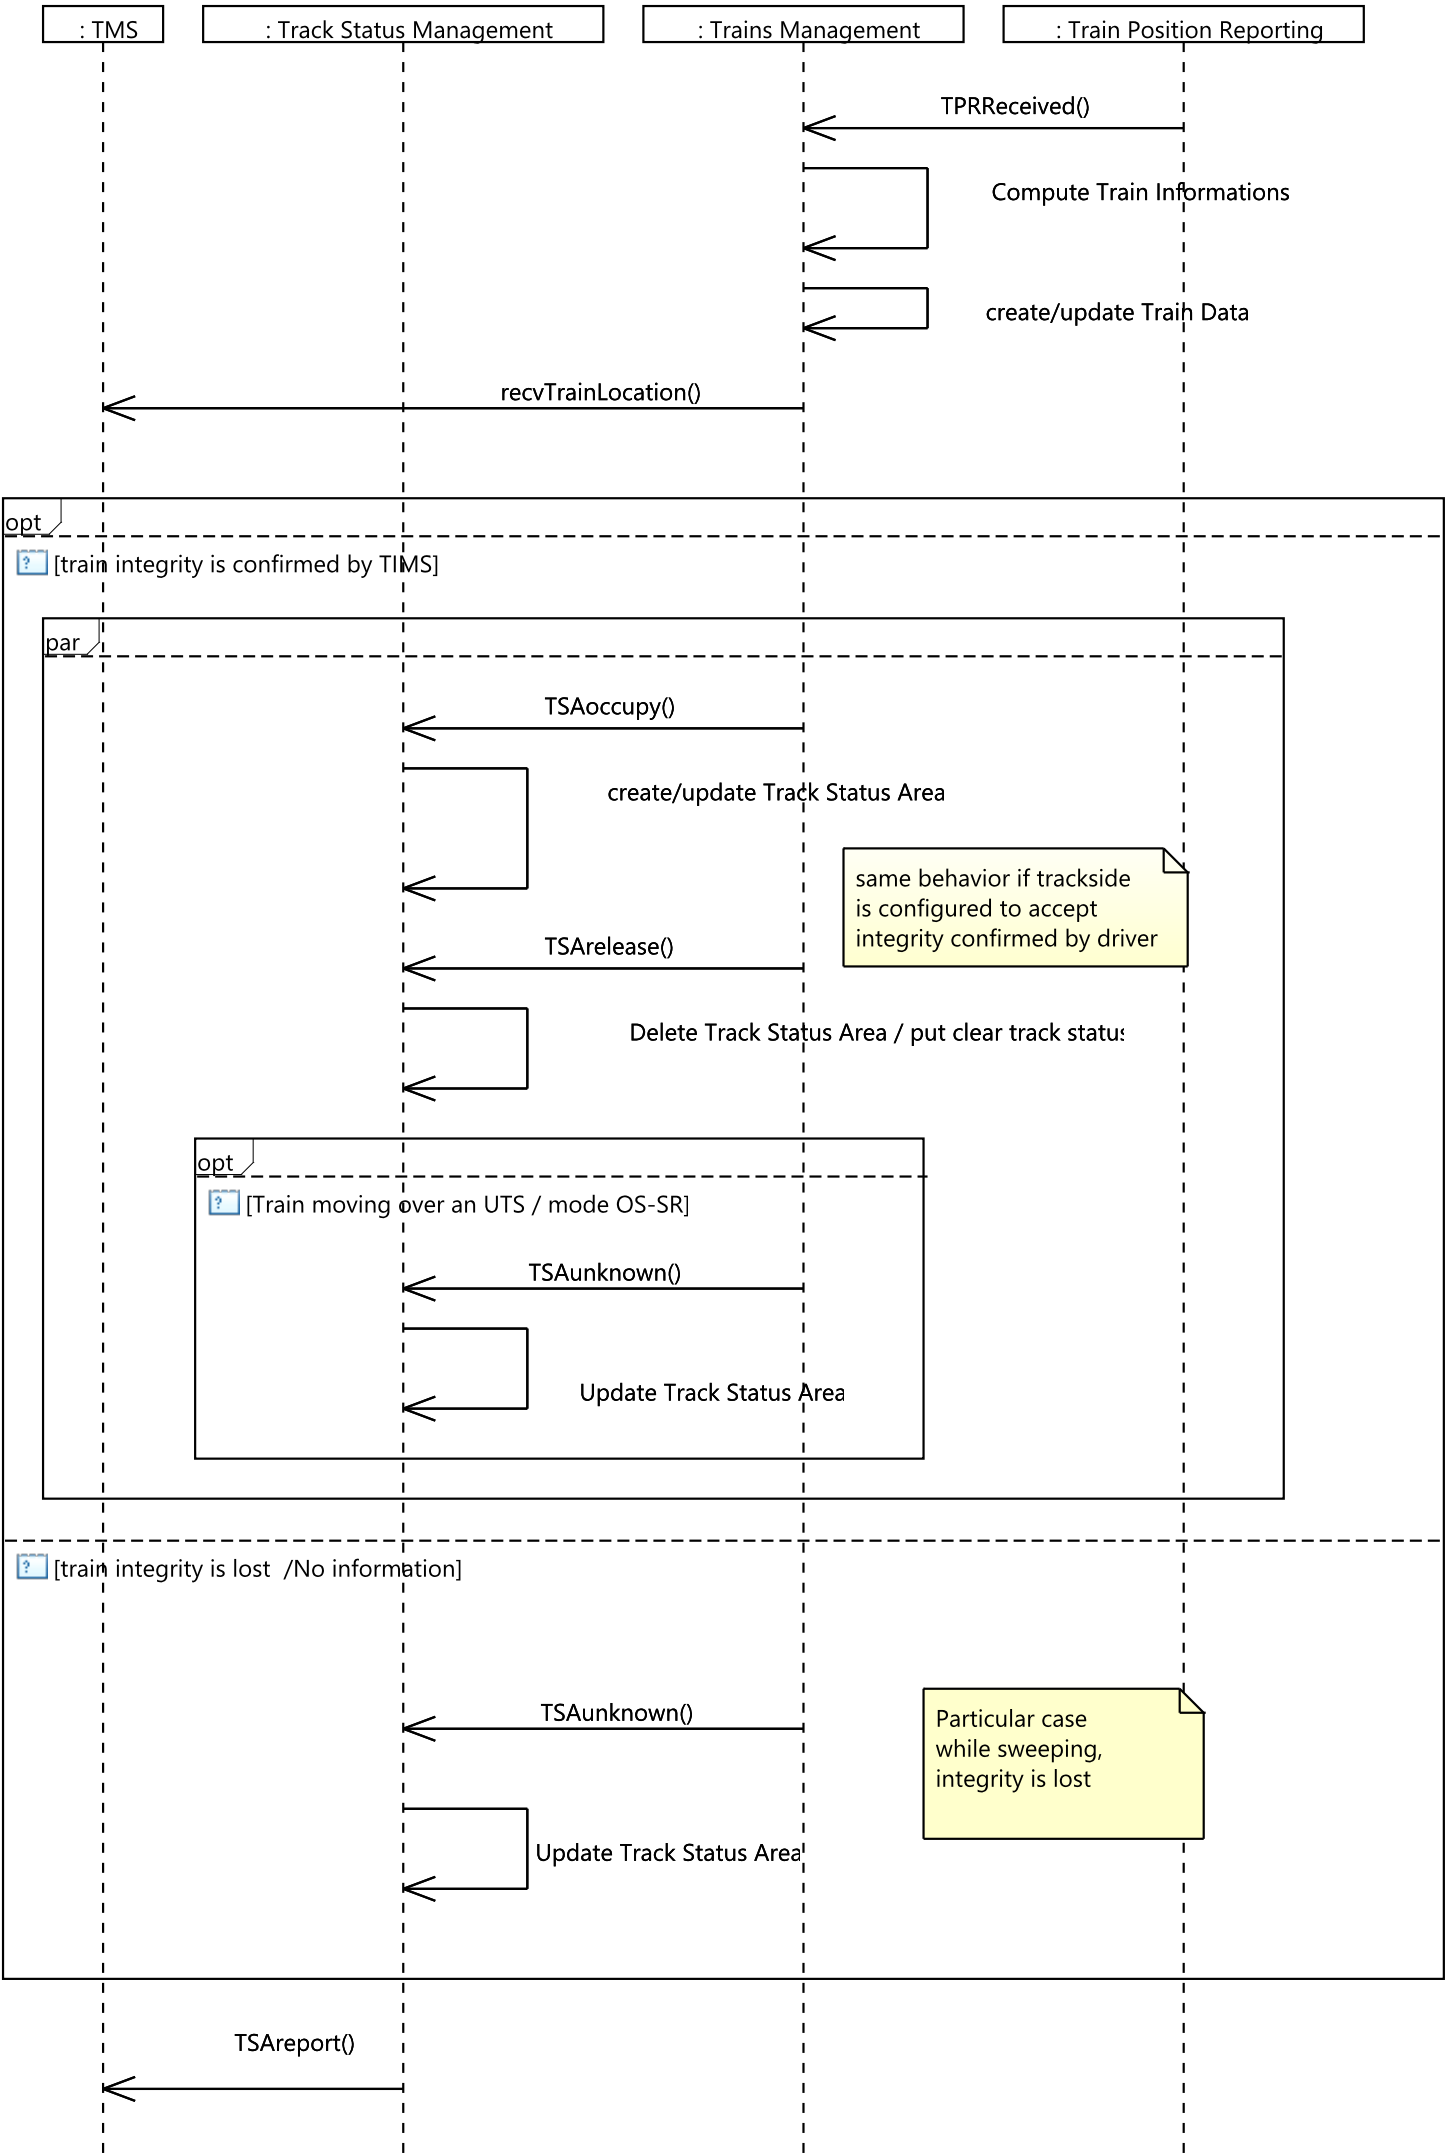 : TMS
: Track Status Management
: Trains Management
: Train Position Reporting
TPRReceived()
Compute Train Informations
create/update Train Data
recvTrainLocation()
opt
? [train integrity is confirmed by TIMS]
par
TSAoccupy()
create/update Track Status Area
same behavior if trackside
is configured to accept
integrity confirmed by driver
TSArelease()
Delete Track Status Area / put clear track status
opt
? [Train moving over an UTS / mode OS-SR]
TSAunknown()
Update Track Status Area
? [train integrity is lost  /No information]
TSAunknown()
Particular case
while sweeping,
integrity is lost
Update Track Status Area
TSAreport()